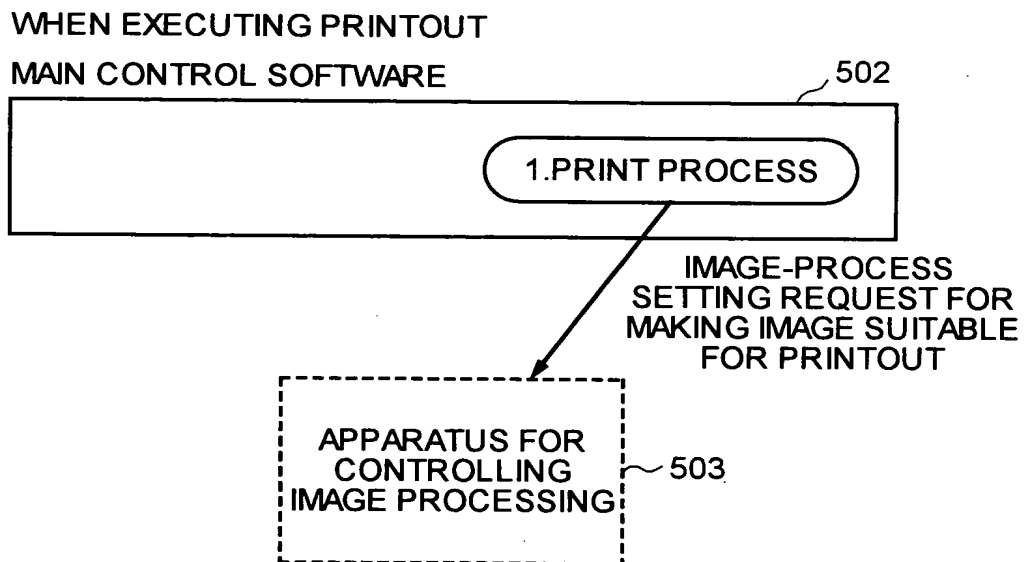 WHEN EXECUTING PRINTOUT
MAIN CONTROL SOFTWARE
502
1.PRINT PROCESS
IMAGE-PROCESS
SETTING REQUEST FOR
MAKING IMAGE SUITABLE
FOR PRINTOUT
APPARATUS FOR
CONTROLLING
IMAGE PROCESSING
503